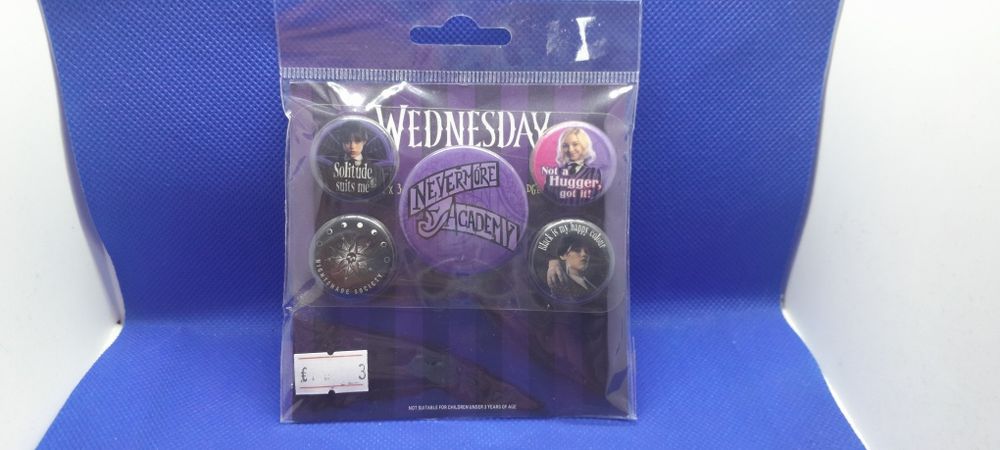 WEDNESDAY
Solitude
suits me
Not a
Hugger,
got it!
x 3
NEVERMORE
ACADEMY
NIGHTSHADE SOCIETY
Black is my happy colour
£ 3
NOT SUITABLE FOR CHILDREN UNDER 3 YEARS OF AGE